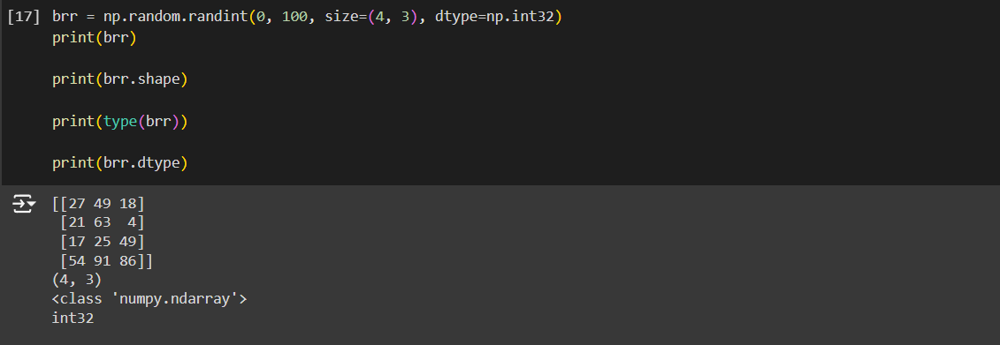 [17] brr = np.random.randint(0, 100, size=(4, 3), dtype=np.int32)
print(brr)
print(brr.shape)
print(type(brr))
print(brr.dtype)
[[27 49 18]
 [21 63  4]
 [17 25 49]
 [54 91 86]]
(4, 3)
<class 'numpy.ndarray'>
int32